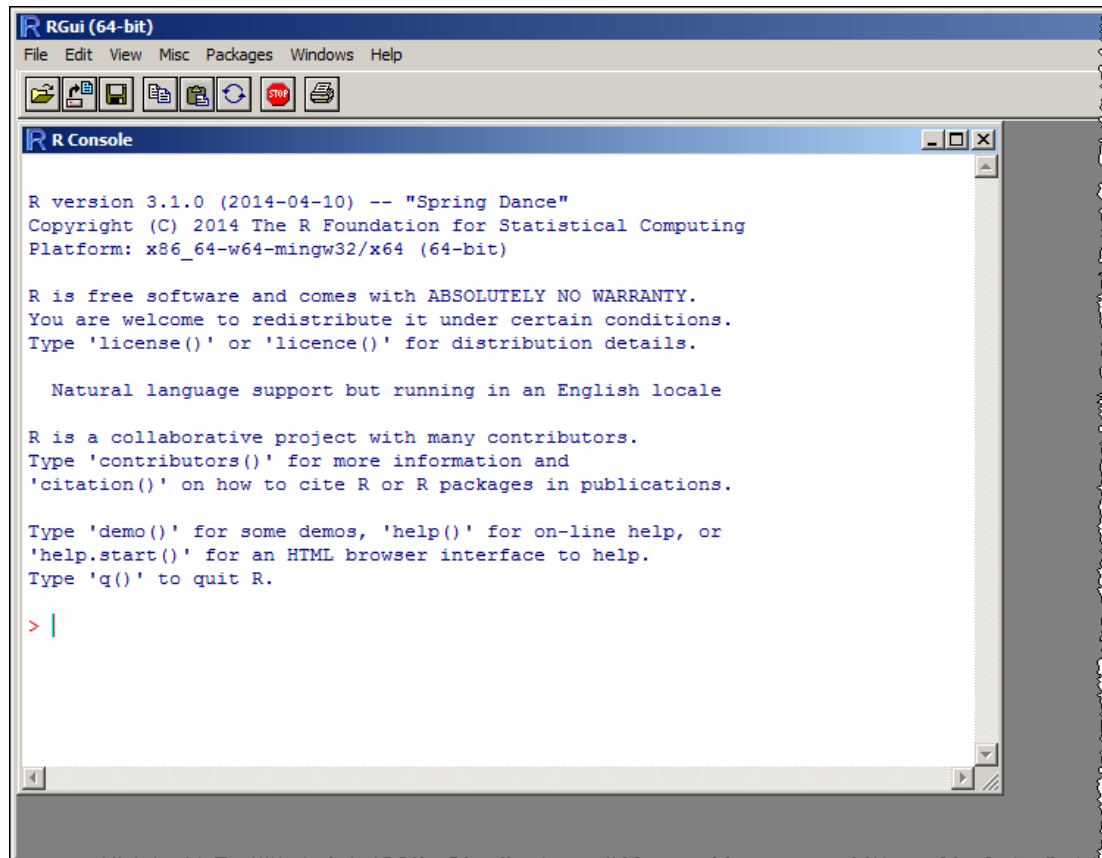 RGui (64-bit)
File Edit View Misc Packages Windows Help
STOP
R Console
R version 3.1.0 (2014-04-10) -- "Spring Dance"
Copyright (C) 2014 The R Foundation for Statistical Computing
Platform: x86_64-w64-mingw32/x64 (64-bit)
R is free software and comes with ABSOLUTELY NO WARRANTY.
You are welcome to redistribute it under certain conditions.
Type 'license()' or 'licence()' for distribution details.
Natural language support but running in an English locale
R is a collaborative project with many contributors.
Type 'contributors()' for more information and
'citation()' on how to cite R or R packages in publications.
Type 'demo()' for some demos, 'help()' for on-line help, or
'help.start()' for an HTML browser interface to help.
Type 'q()' to quit R.
>